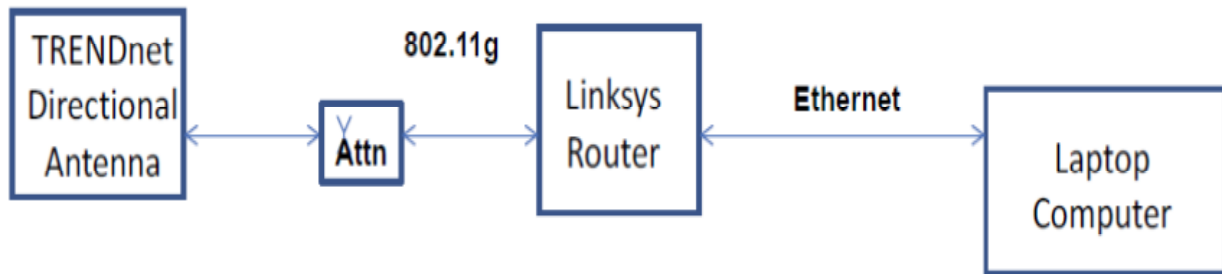 TRENDnet
Directional
Antenna
Attn
802.11g
Linksys
Router
Ethernet
Laptop
Computer